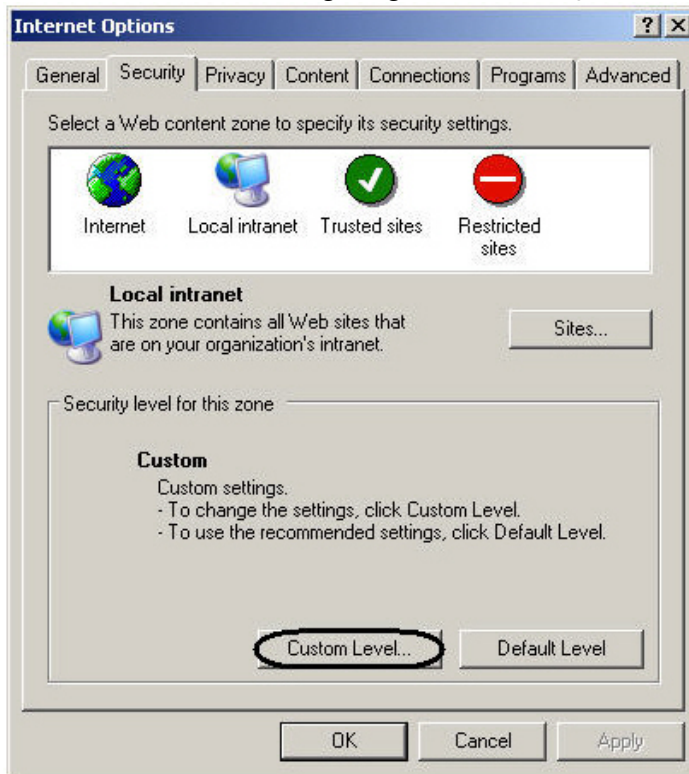 Internet Options
General Security Privacy Content Connections Programs Advanced
Select a Web content zone to specify its security settings.
Internet Local intranet Trusted sites Restricted
sites
Local intranet
This zone contains all Web sites that
are on your organization's intranet.
Sites...
Security level for this zone
Custom
Custom settings.
- To change the settings, click Custom Level.
- To use the recommended settings, click Default Level.
Custom Level... Default Level
OK Cancel Apply